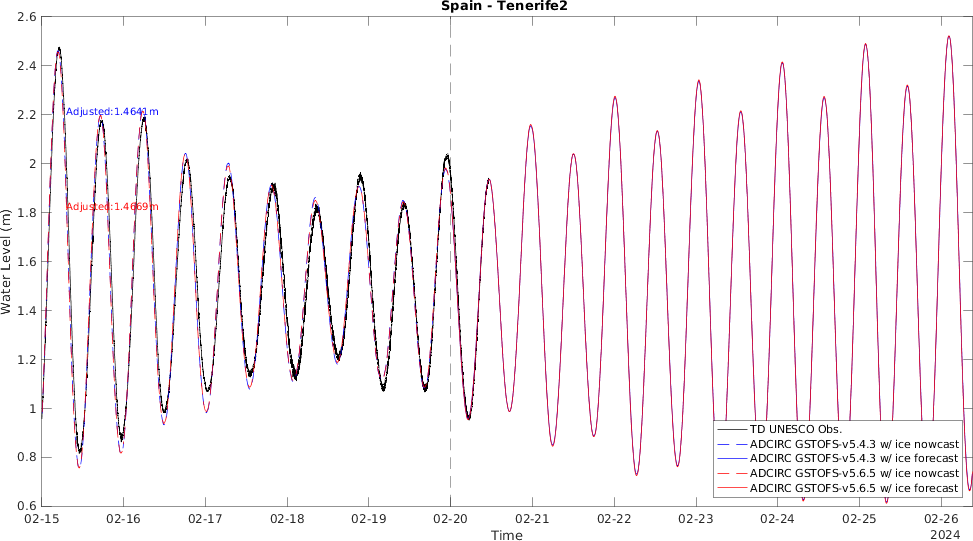 Spain - Tenerife2
2.6
2.4
2.2
2
1.8
1.6
1.4
1.2
1
0.8
0.6
Water Level (m)
Adjusted:1.4641m
Adjusted:1.4669m
TD UNESCO Obs.
ADCIRC GSTOFS-v5.4.3 w/ ice nowcast
ADCIRC GSTOFS-v5.4.3 w/ ice forecast
ADCIRC GSTOFS-v5.6.5 w/ ice nowcast
ADCIRC GSTOFS-v5.6.5 w/ ice forecast
02-15 02-16 02-17 02-18 02-19 02-20 02-21 02-22 02-23 02-24 02-25 02-26
Time
2024